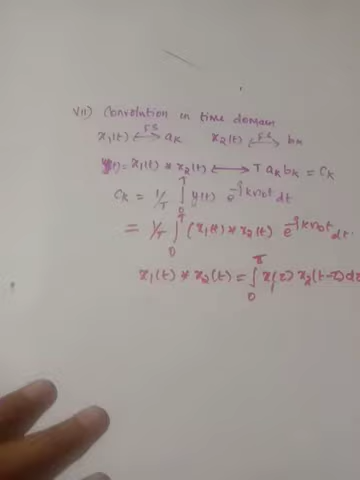 VII) Convolution in time domain
x₁(t) <--FS--> aₖ x₂(t) <--FS--> bₖ
y(t) = x₁(t) * x₂(t) <--> T aₖ bₖ = Cₖ
Cₖ = 1/T ∫₀ᵀ y(t) e^{-jkω₀t} dt
= 1/T ∫₀ᵀ (x₁(t) * x₂(t)) e^{-jkω₀t} dt.
x₁(t) * x₂(t) = ∫₀^τ x₁(τ) x₂(t-τ) dτ